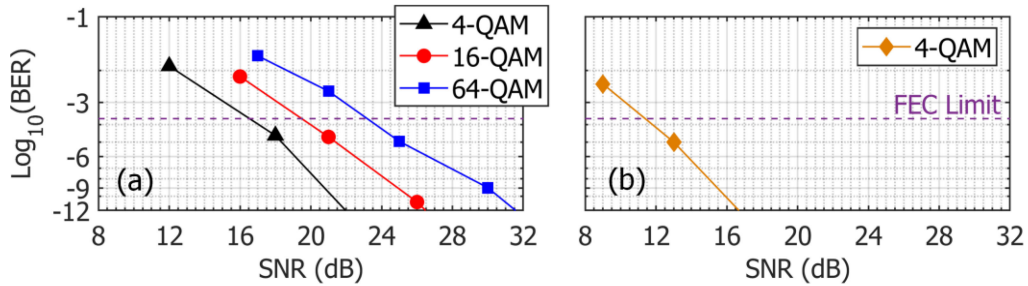 Log10(BER)
-1
-3
-6
-9
-12
4-QAM
16-QAM
64-QAM
(a)
8 12 16 20 24 28 32
SNR (dB)
4-QAM
FEC Limit
(b)
8 12 16 20 24 28 32
SNR (dB)